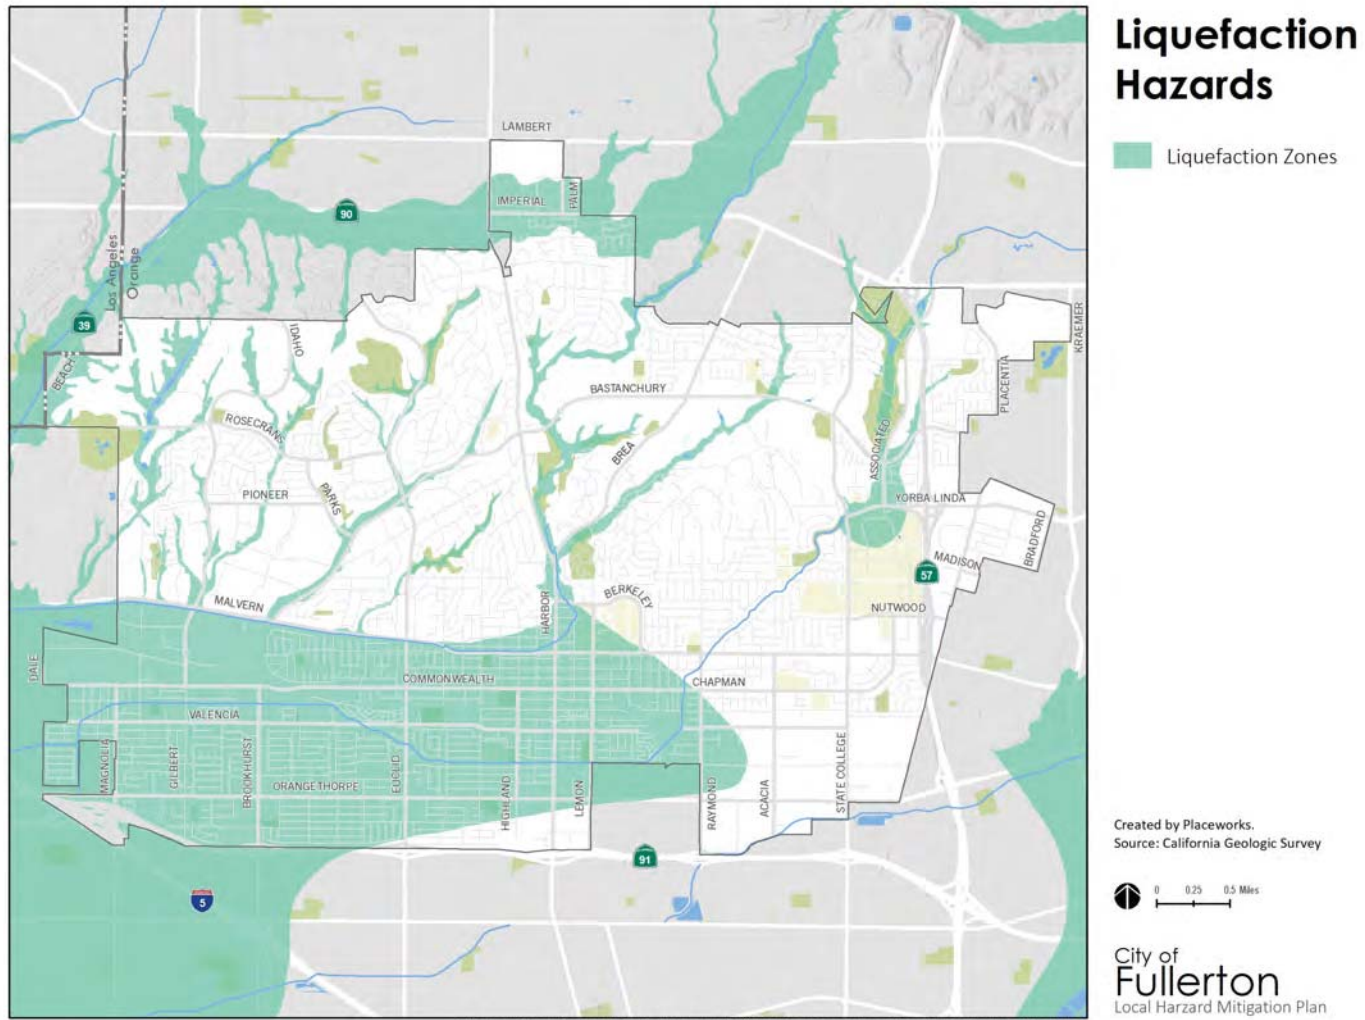 Liquefaction
Hazards
Liquefaction Zones
LAMBERT
IMPERIAL
PALM
90
Los Angeles
Orange
39
BEACH
IDAHO
KRAEMER
PLACENTIA
BASTANCHURY
ROSECRANS
BREA
ASSOCIATED
PIONEER
PARKS
YORBA LINDA
BRADFORD
MADISON
57
MALVERN
HARBOR
BERKELEY
NUTWOOD
DALE
COMMONWEALTH
CHAPMAN
VALENCIA
MAGNOLIA
GILBERT
BROOKHURST
ORANGETHORPE
EUCLID
HIGHLAND
LEMON
RAYMOND
ACACIA
STATE COLLEGE
91
5
Created by Placeworks.
Source: California Geologic Survey
0 0.25 0.5 Miles
City of
Fullerton
Local Harzard Mitigation Plan